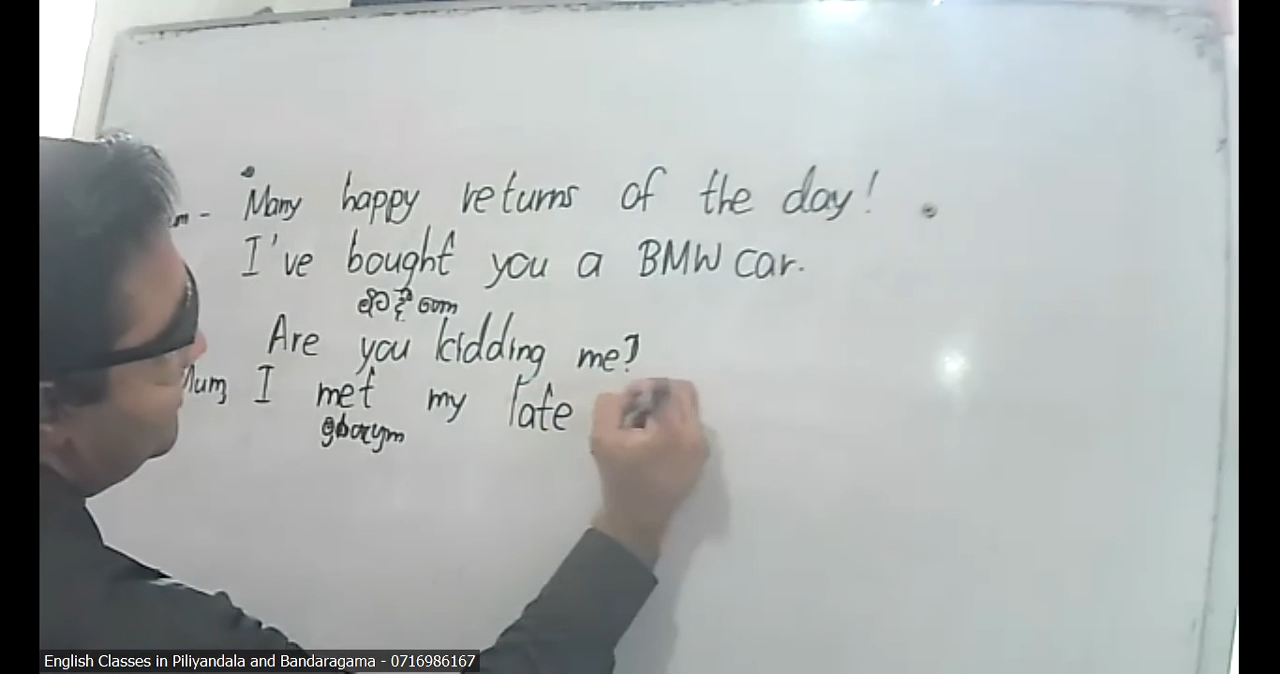 Many happy returns of the day!
I've bought you a BMW car.
Are you kidding me?
Mum, I met my late
English Classes in Piliyandala and Bandaragama - 0716986167